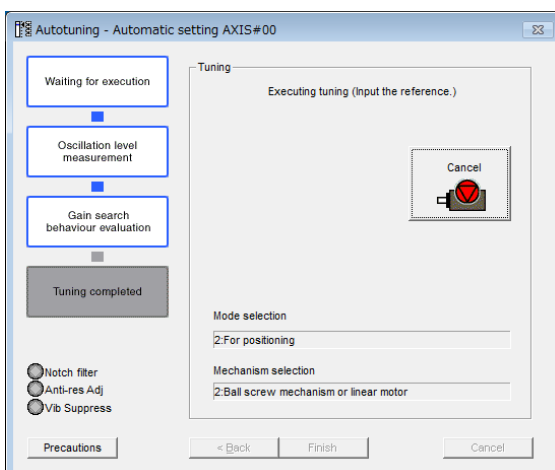 Autotuning - Automatic setting AXIS#00
Waiting for execution
Oscillation level
measurement
Gain search
behaviour evaluation
Tuning completed
Notch filter
Anti-res Adj
Vib Suppress
Precautions
Tuning
Executing tuning (Input the reference.)
Cancel
Mode selection
2:For positioning
Mechanism selection
2:Ball screw mechanism or linear motor
< Back
Finish
Cancel